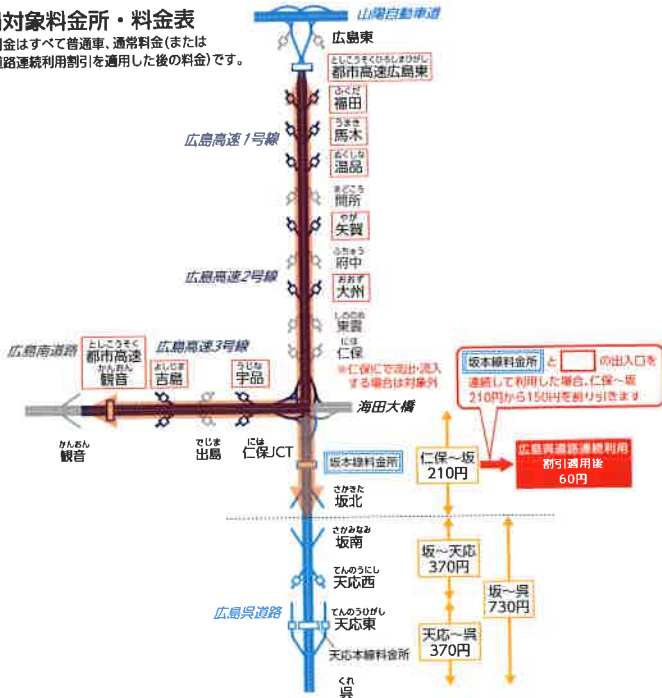 対象料金所・料金表
金はすべて普通車、通常料金(または
道路連続利用割引を適用した後の料金)です。
山陽自動車道
広島東
としこうそくひろしまひがし
都市高速広島東
ふくだ
福田
うまき
馬木
広島高速1号線
ぬくしな
温品
まどころ
間所
やが
矢賀
ふちゅう
府中
広島高速2号線
おおず
大州
しののめ
東雲
にほ
仁保
※仁保ICで流出・流入
する場合は対象外
広島南道路
としこうそく
都市高速
かんおん
観音
広島高速3号線
よしじま
吉島
うじな
宇品
海田大橋
かんおん
観音
でじま
出島
にほ
仁保JCT
坂本線料金所 と の出入口を
連続して利用した場合、仁保～坂
210円から150円を割り引きます
坂本線料金所
仁保～坂
210円
広島呉道路連続利用
割引適用後
60円
さかきた
坂北
さかみなみ
坂南
てんのうにし
天応西
坂～天応
370円
坂～呉
730円
広島呉道路
てんのうひがし
天応東
天応～呉
370円
天応本線料金所
くれ
呉